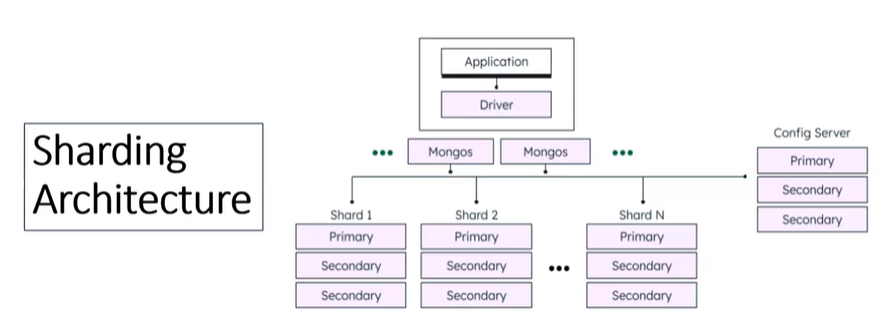 Sharding
Architecture
Application
Driver
Mongos
Mongos
Config Server
Primary
Secondary
Secondary
Shard 1
Primary
Secondary
Secondary
Shard 2
Primary
Secondary
Secondary
Shard N
Primary
Secondary
Secondary